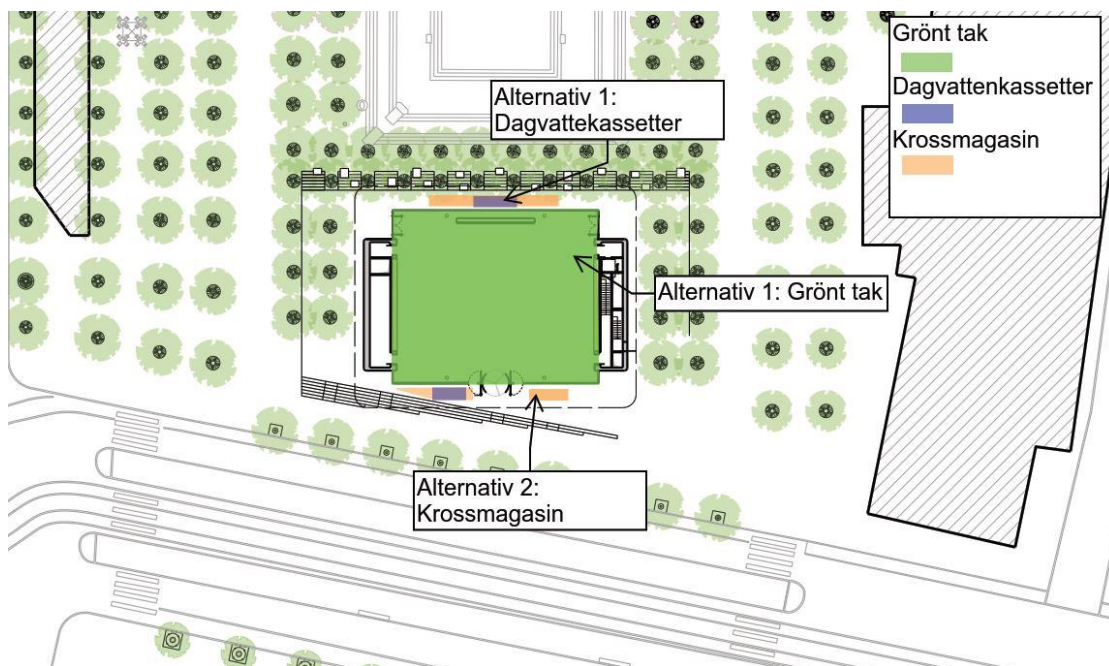 Grönt tak
Dagvattenkassetter
Krossmagasin
Alternativ 1:
Dagvattekassetter
Alternativ 1: Grönt tak
Alternativ 2:
Krossmagasin